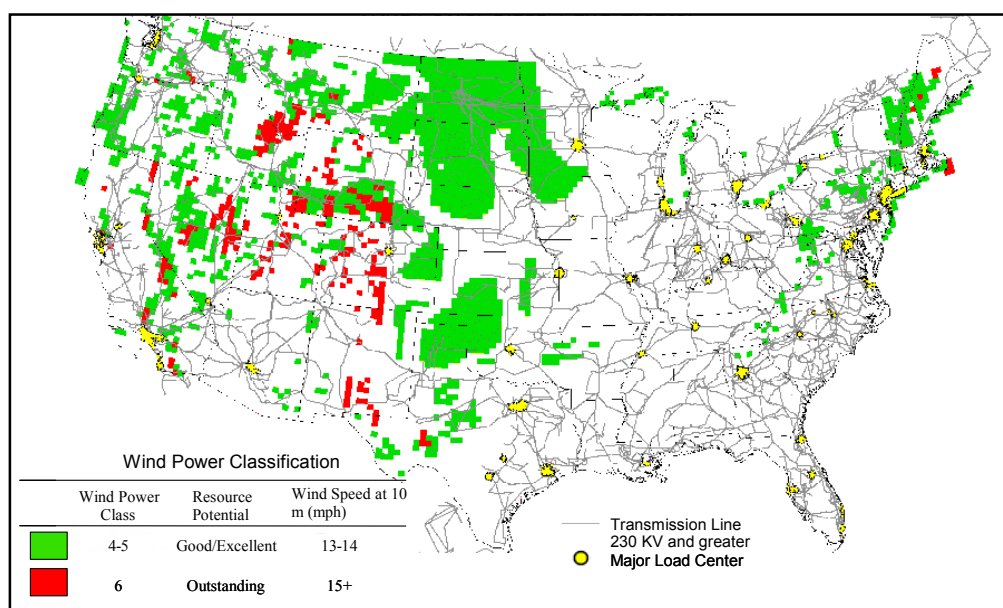 Wind Power Classification
Wind Power Class
Resource Potential
Wind Speed at 10 m (mph)
4-5 Good/Excellent 13-14
6 Outstanding 15+
Transmission Line
230 KV and greater
Major Load Center